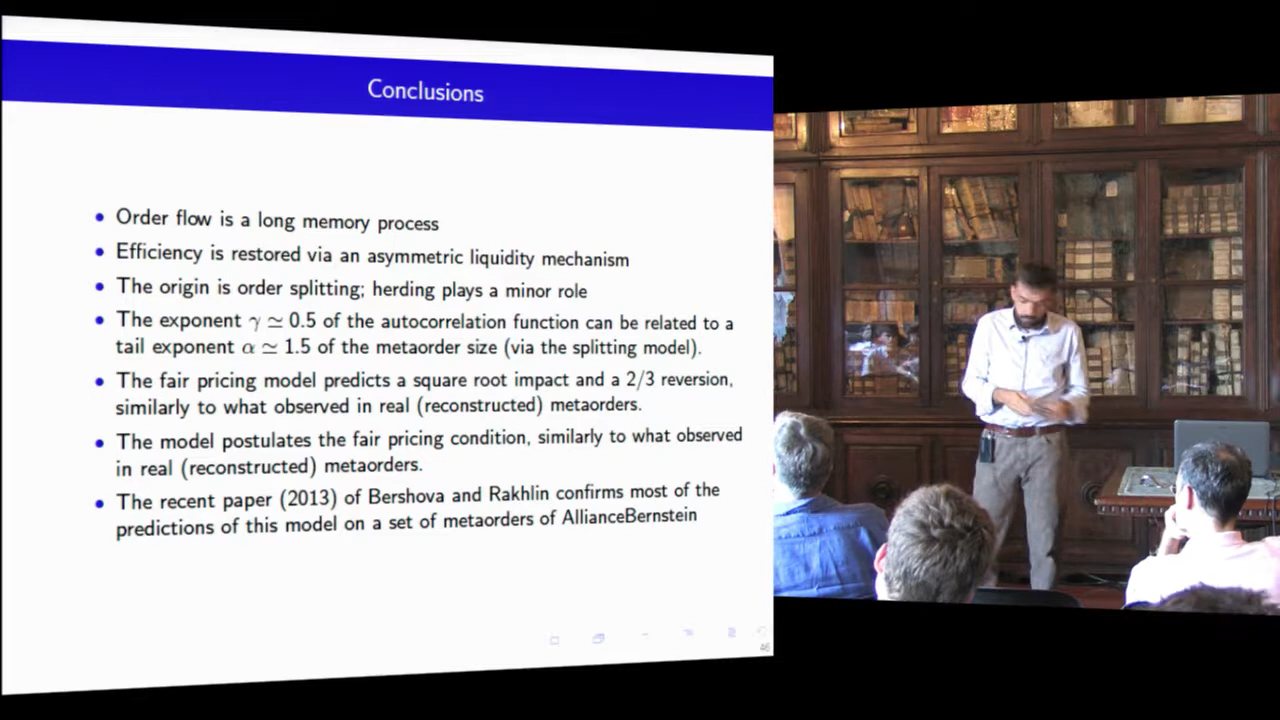 Conclusions
• Order flow is a long memory process
• Efficiency is restored via an asymmetric liquidity mechanism
• The origin is order splitting; herding plays a minor role
• The exponent γ ≃ 0.5 of the autocorrelation function can be related to a
tail exponent α ≃ 1.5 of the metaorder size (via the splitting model).
• The fair pricing model predicts a square root impact and a 2/3 reversion,
similarly to what observed in real (reconstructed) metaorders.
• The model postulates the fair pricing condition, similarly to what observed
in real (reconstructed) metaorders.
• The recent paper (2013) of Bershova and Rakhlin confirms most of the
predictions of this model on a set of metaorders of AllianceBernstein
46